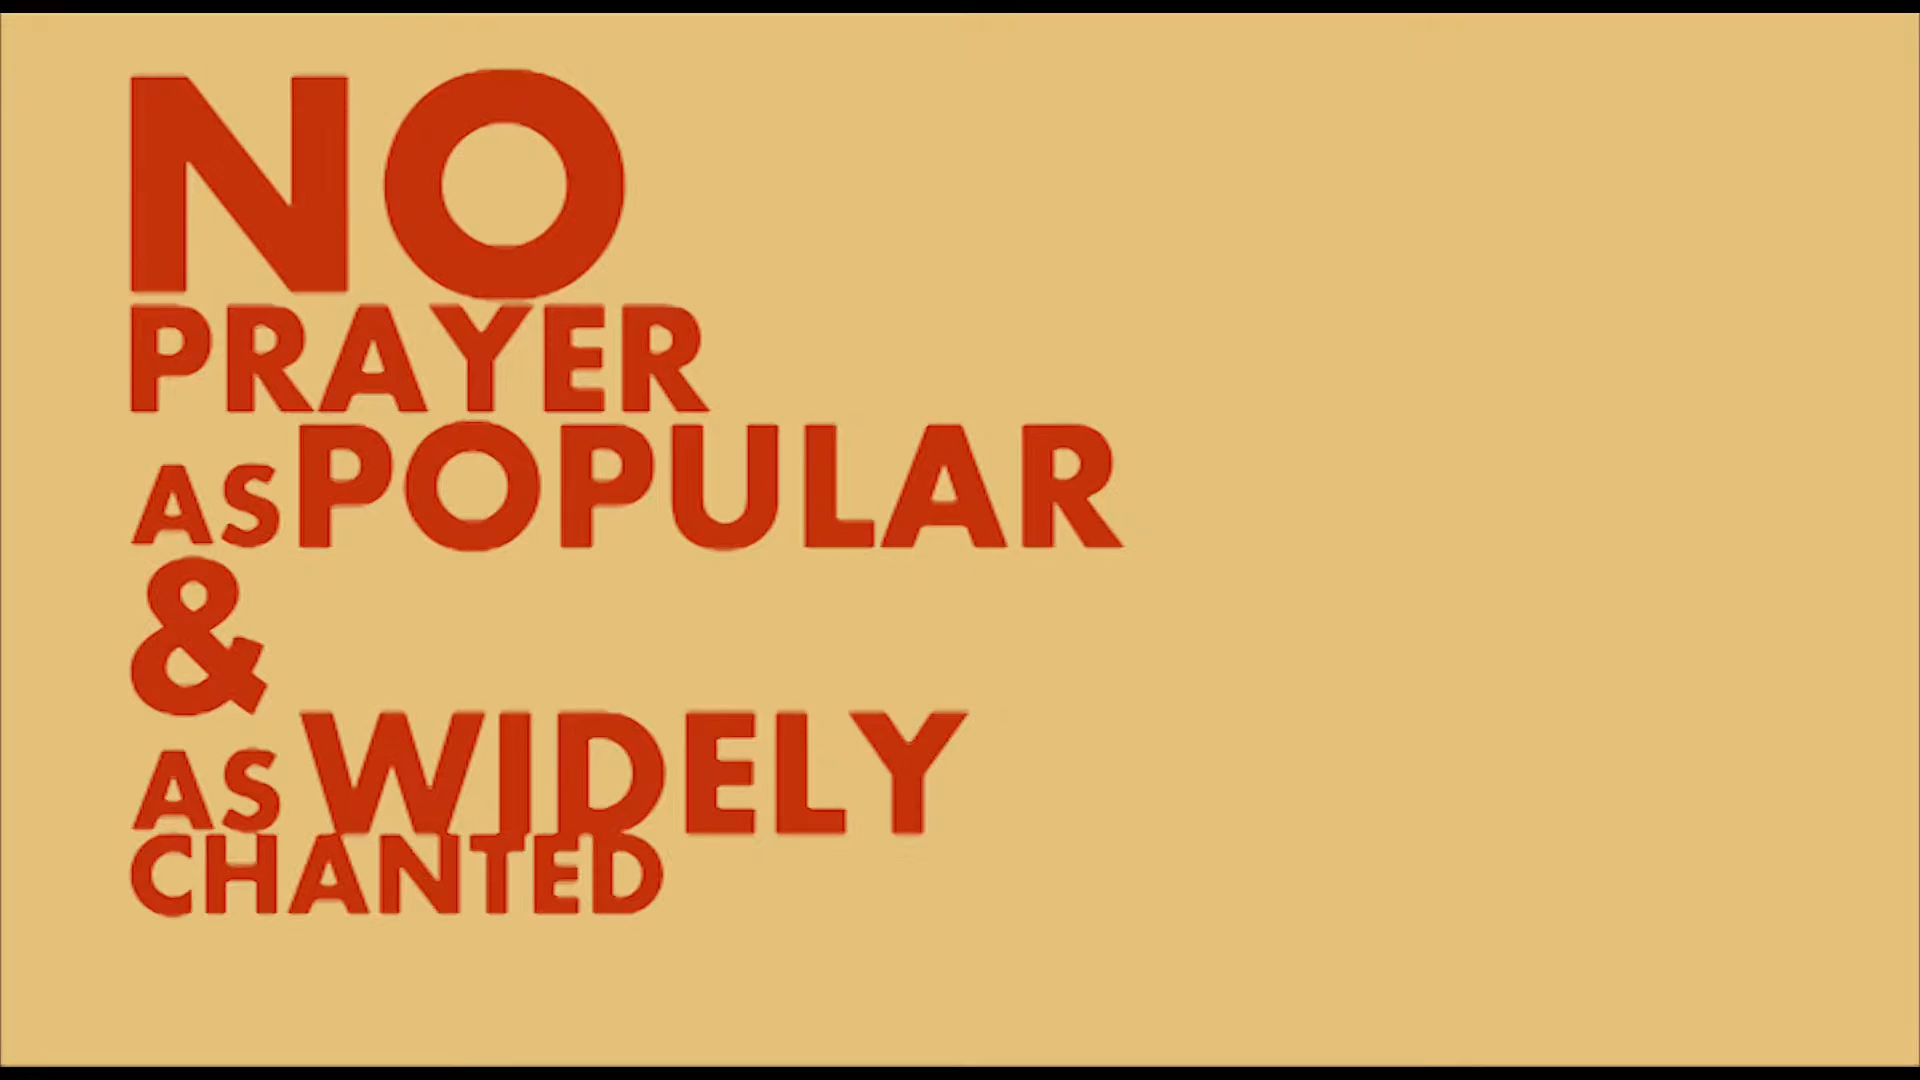 NO
PRAYER
AS POPULAR
&
AS WIDELY
CHANTED